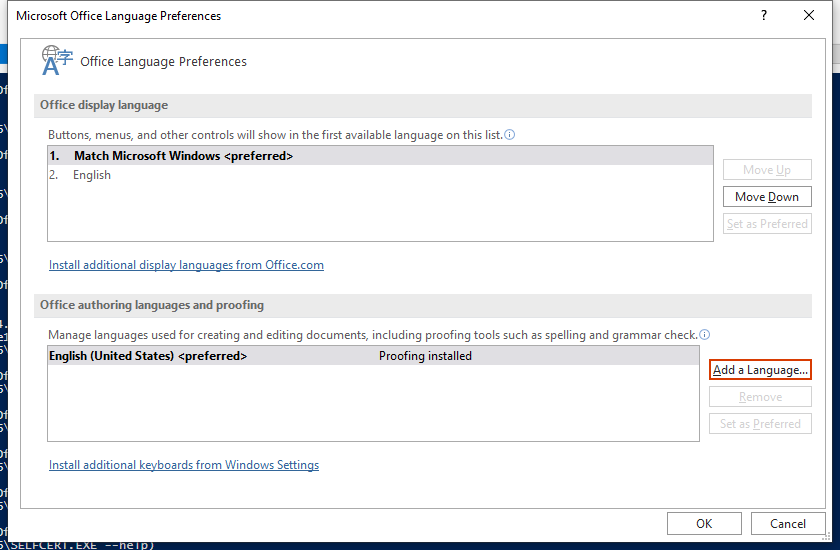 Microsoft Office Language Preferences
?
A字
Office Language Preferences
Office display language
Buttons, menus, and other controls will show in the first available language on this list.
1. Match Microsoft Windows <preferred>
2. English
Move Up
Move Down
Set as Preferred
Install additional display languages from Office.com
Office authoring languages and proofing
Manage languages used for creating and editing documents, including proofing tools such as spelling and grammar check.
English (United States) <preferred> Proofing installed
Add a Language...
Remove
Set as Preferred
Install additional keyboards from Windows Settings
OK
Cancel
\SELFCERT.EXE --help)